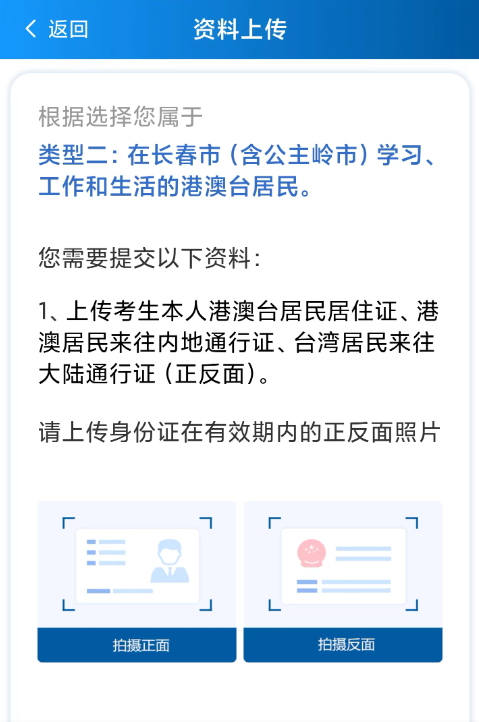 返回
资料上传
根据选择您属于
类型二：在长春市（含公主岭市）学习、
工作和生活的港澳台居民。
您需要提交以下资料：
1、上传考生本人港澳台居民居住证、港
澳居民来往内地通行证、台湾居民来往
大陆通行证（正反面）。
请上传身份证在有效期内的正反面照片
拍摄正面
拍摄反面